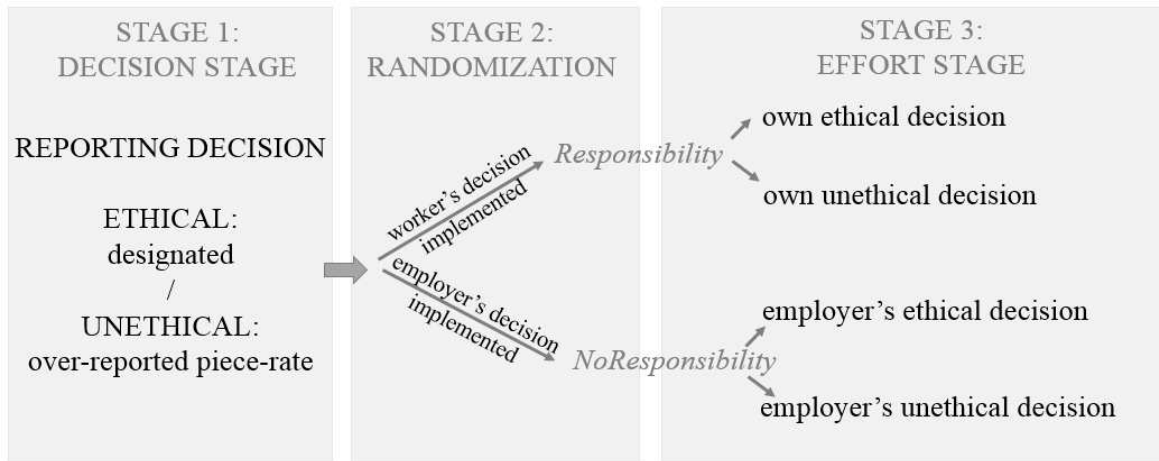 STAGE 1:
DECISION STAGE
REPORTING DECISION
ETHICAL:
designated
/
UNETHICAL:
over-reported piece-rate
STAGE 2:
RANDOMIZATION
worker’s decision
implemented
employer’s decision
implemented
Responsibility
NoResponsibility
STAGE 3:
EFFORT STAGE
own ethical decision
own unethical decision
employer’s ethical decision
employer’s unethical decision